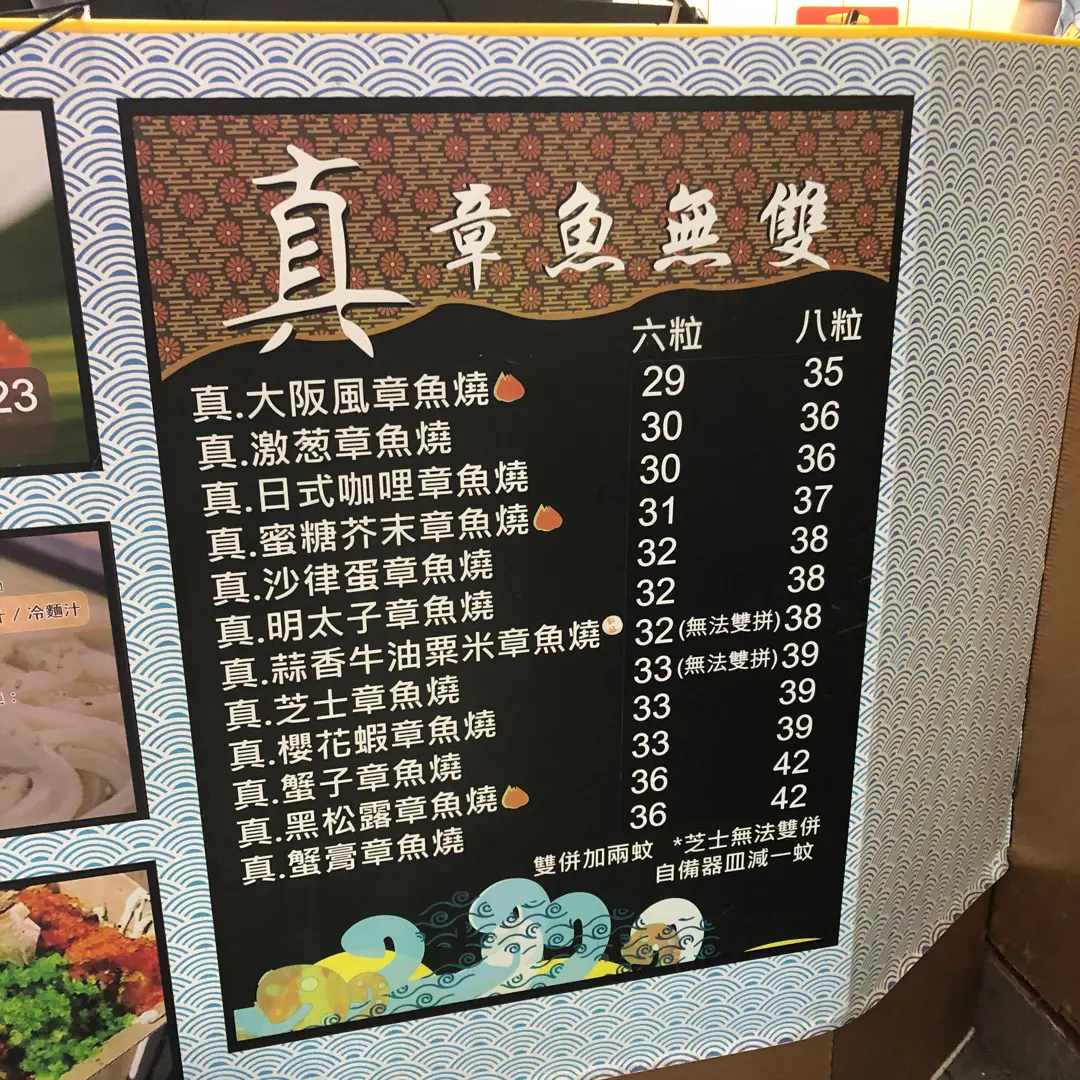 真 章魚無雙
六粒 八粒
真.大阪風章魚燒 29 35
真.激葱章魚燒 30 36
真.日式咖哩章魚燒 30 36
真.蜜糖芥末章魚燒 31 37
真.沙律蛋章魚燒 32 38
真.明太子章魚燒 32 38
真.蒜香牛油粟米章魚燒 32 (無法雙拼) 38
真.芝士章魚燒 33 (無法雙拼) 39
真.櫻花蝦章魚燒 33 39
真.蟹子章魚燒 33 39
真.黑松露章魚燒 36 42
真.蟹膏章魚燒 36 42
雙併加兩蚊 *芝士無法雙併
自備器皿減一蚊
23
/ 冷麵汁